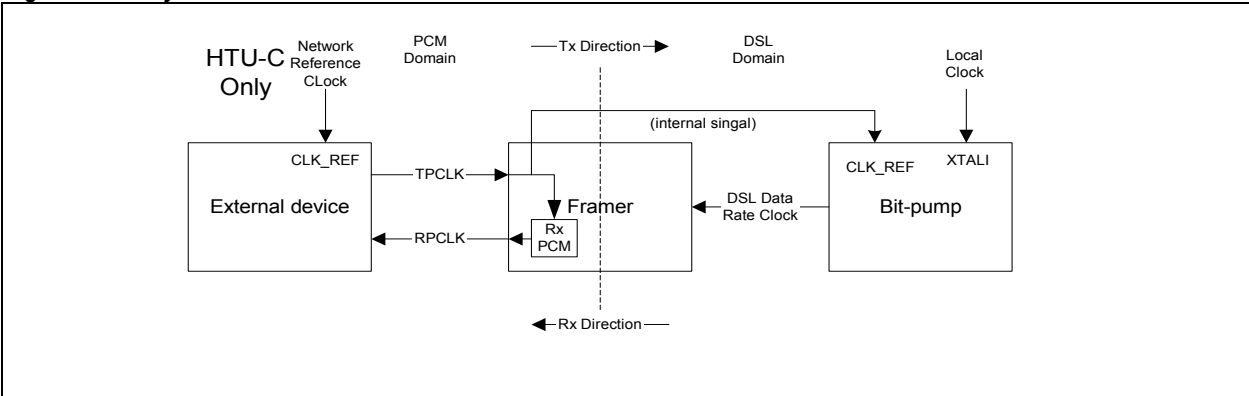 HTU-C
Only
Network
Reference
CLock
PCM
Domain
Tx Direction
DSL
Domain
Local
Clock
(internal singal)
CLK_REF
External device
TPCLK
RPCLK
Framer
Rx
PCM
DSL Data
Rate Clock
CLK_REF
XTALI
Bit-pump
Rx Direction